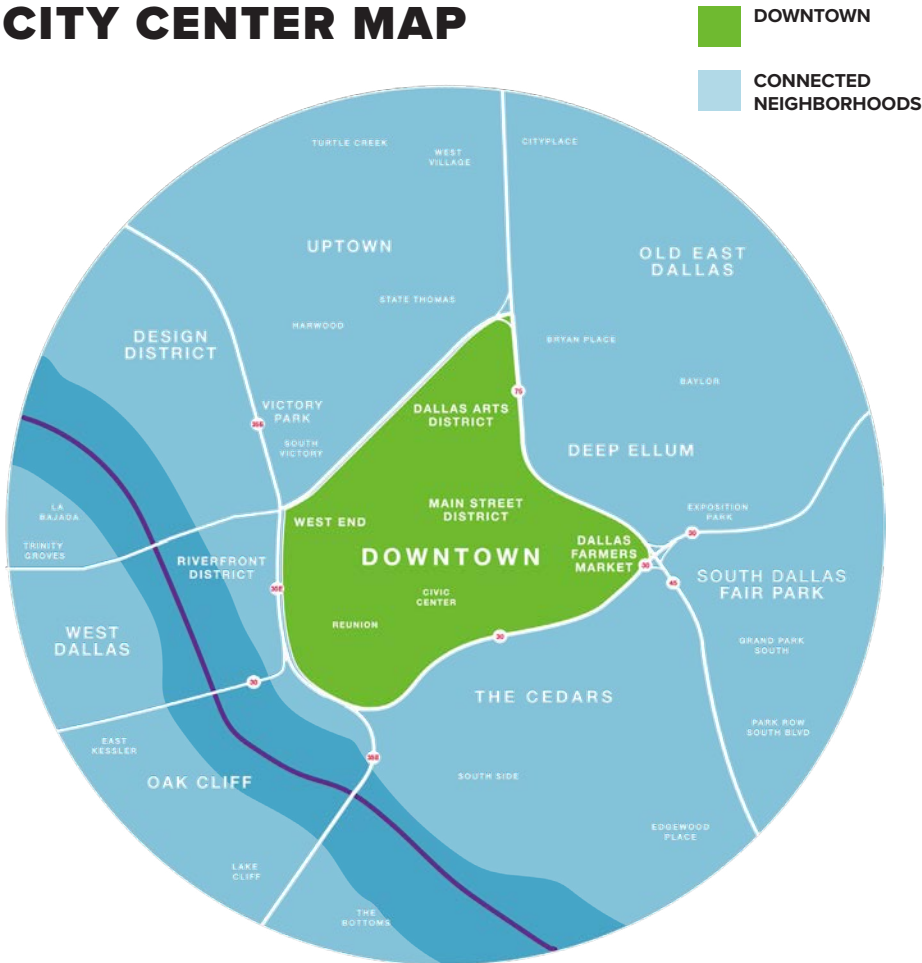 CITY CENTER MAP
DOWNTOWN
CONNECTED
NEIGHBORHOODS
TURTLE CREEK
WEST
VILLAGE
CITYPLACE
UPTOWN
OLD EAST
DALLAS
STATE THOMAS
HARWOOD
DESIGN
DISTRICT
BRYAN PLACE
BAYLOR
75
VICTORY
PARK
35E
DALLAS ARTS
DISTRICT
SOUTH
VICTORY
DEEP ELLUM
LA
BAJADA
MAIN STREET
DISTRICT
EXPOSITION
PARK
WEST END
30
TRINITY
GROVES
RIVERFRONT
DISTRICT
DOWNTOWN
DALLAS
FARMERS
MARKET
30
45
SOUTH DALLAS
FAIR PARK
35E
CIVIC
CENTER
REUNION
30
WEST
DALLAS
GRAND PARK
SOUTH
30
THE CEDARS
PARK ROW
SOUTH BLVD
EAST
KESSLER
35E
OAK CLIFF
SOUTH SIDE
EDGEWOOD
PLACE
LAKE
CLIFF
THE
BOTTOMS